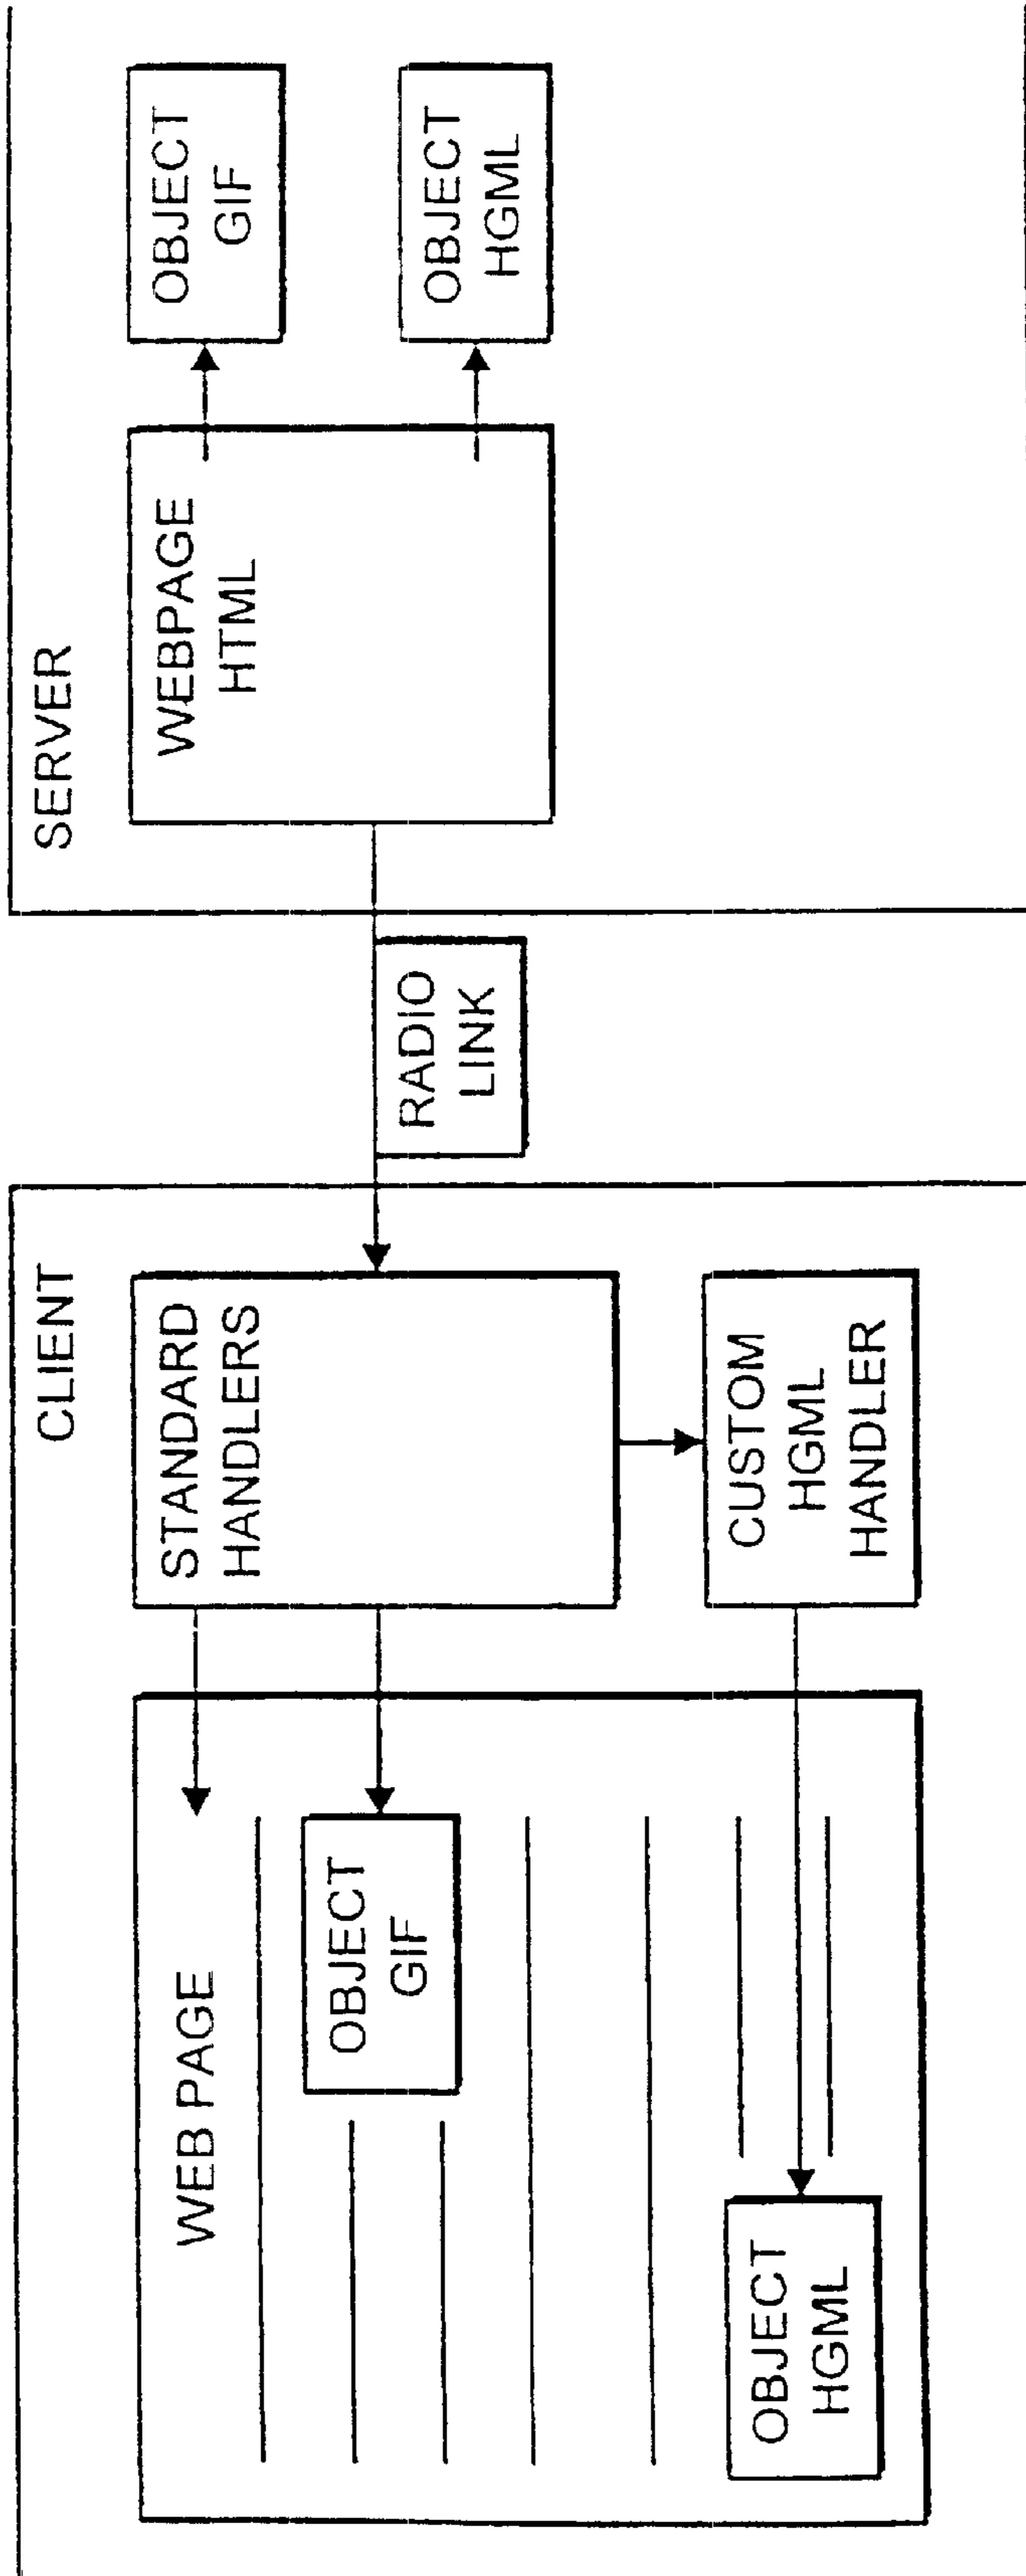 CLIENT
WEB PAGE
OBJECT
GIF
OBJECT
HGML
STANDARD
HANDLERS
CUSTOM
HGML
HANDLER
RADIO
LINK
SERVER
WEBPAGE
HTML
OBJECT
GIF
OBJECT
HGML